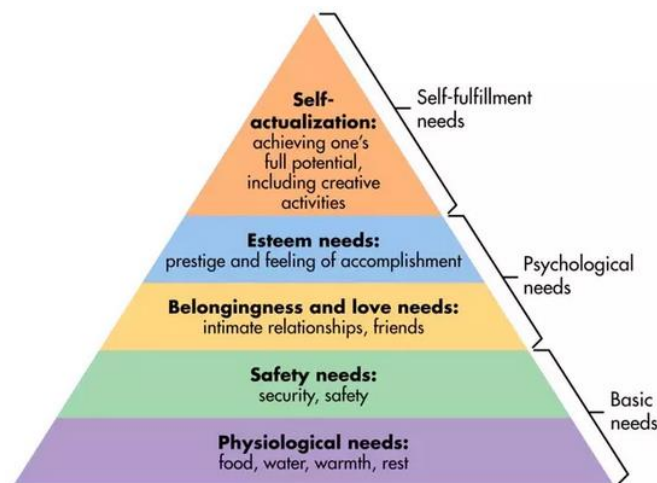 Self-
actualization:
achieving one's
full potential,
including creative
activities
Self-fulfillment
needs
Esteem needs:
prestige and feeling of accomplishment
Psychological
needs
Belongingness and love needs:
intimate relationships, friends
Safety needs:
security, safety
Basic
needs
Physiological needs:
food, water, warmth, rest